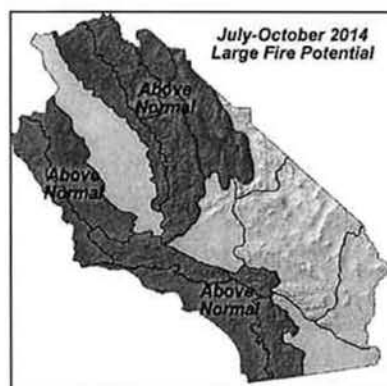 July-October 2014
Large Fire Potential
Above
Normal
Above
Normal
Above
Normal